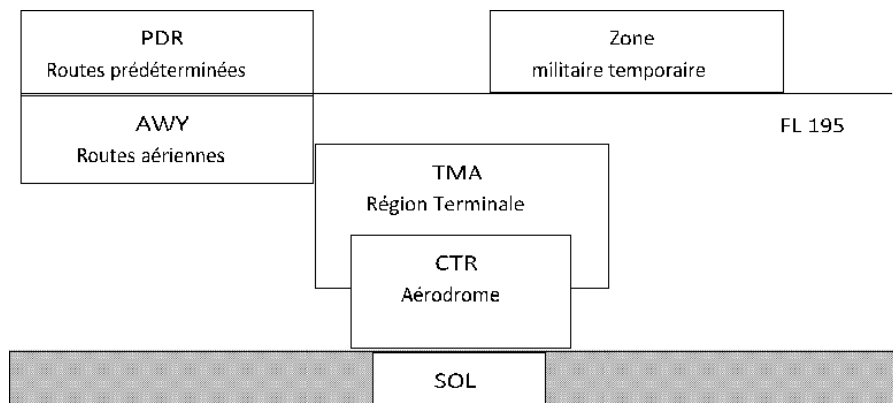 PDR
Routes prédéterminées
Zone
militaire temporaire
AWY
Routes aériennes
FL 195
TMA
Région Terminale
CTR
Aérodrome
SOL